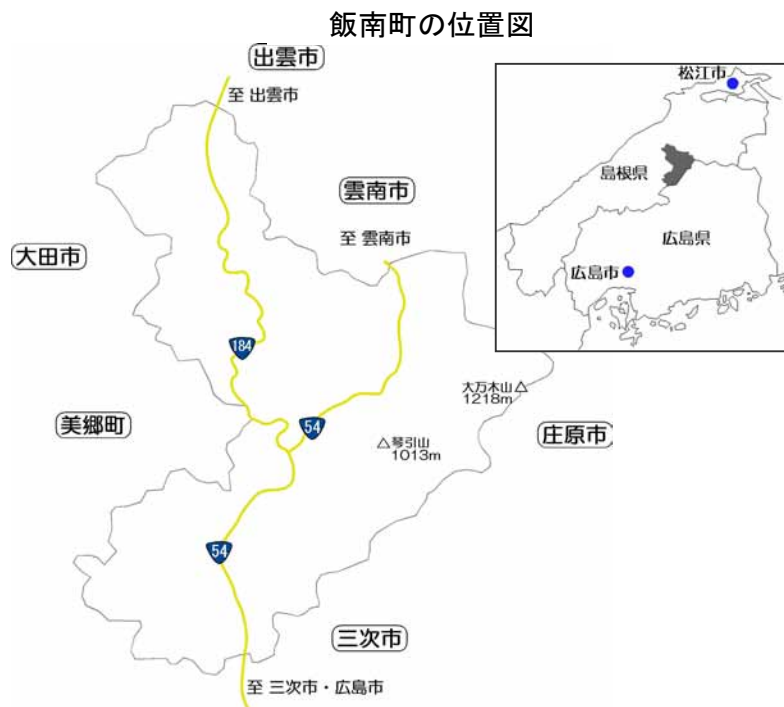 飯南町の位置図
出雲市
至 出雲市
松江市
島根県
広島県
広島市
雲南市
至 雲南市
大田市
184
大万木山△
1218m
美郷町
54
△琴引山
1013m
庄原市
54
三次市
至 三次市・広島市